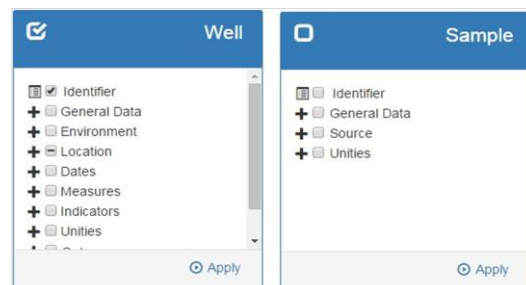 Well
Identifier
General Data
Environment
Location
Dates
Measures
Indicators
Unities
Apply
Sample
Identifier
General Data
Source
Unities
Apply